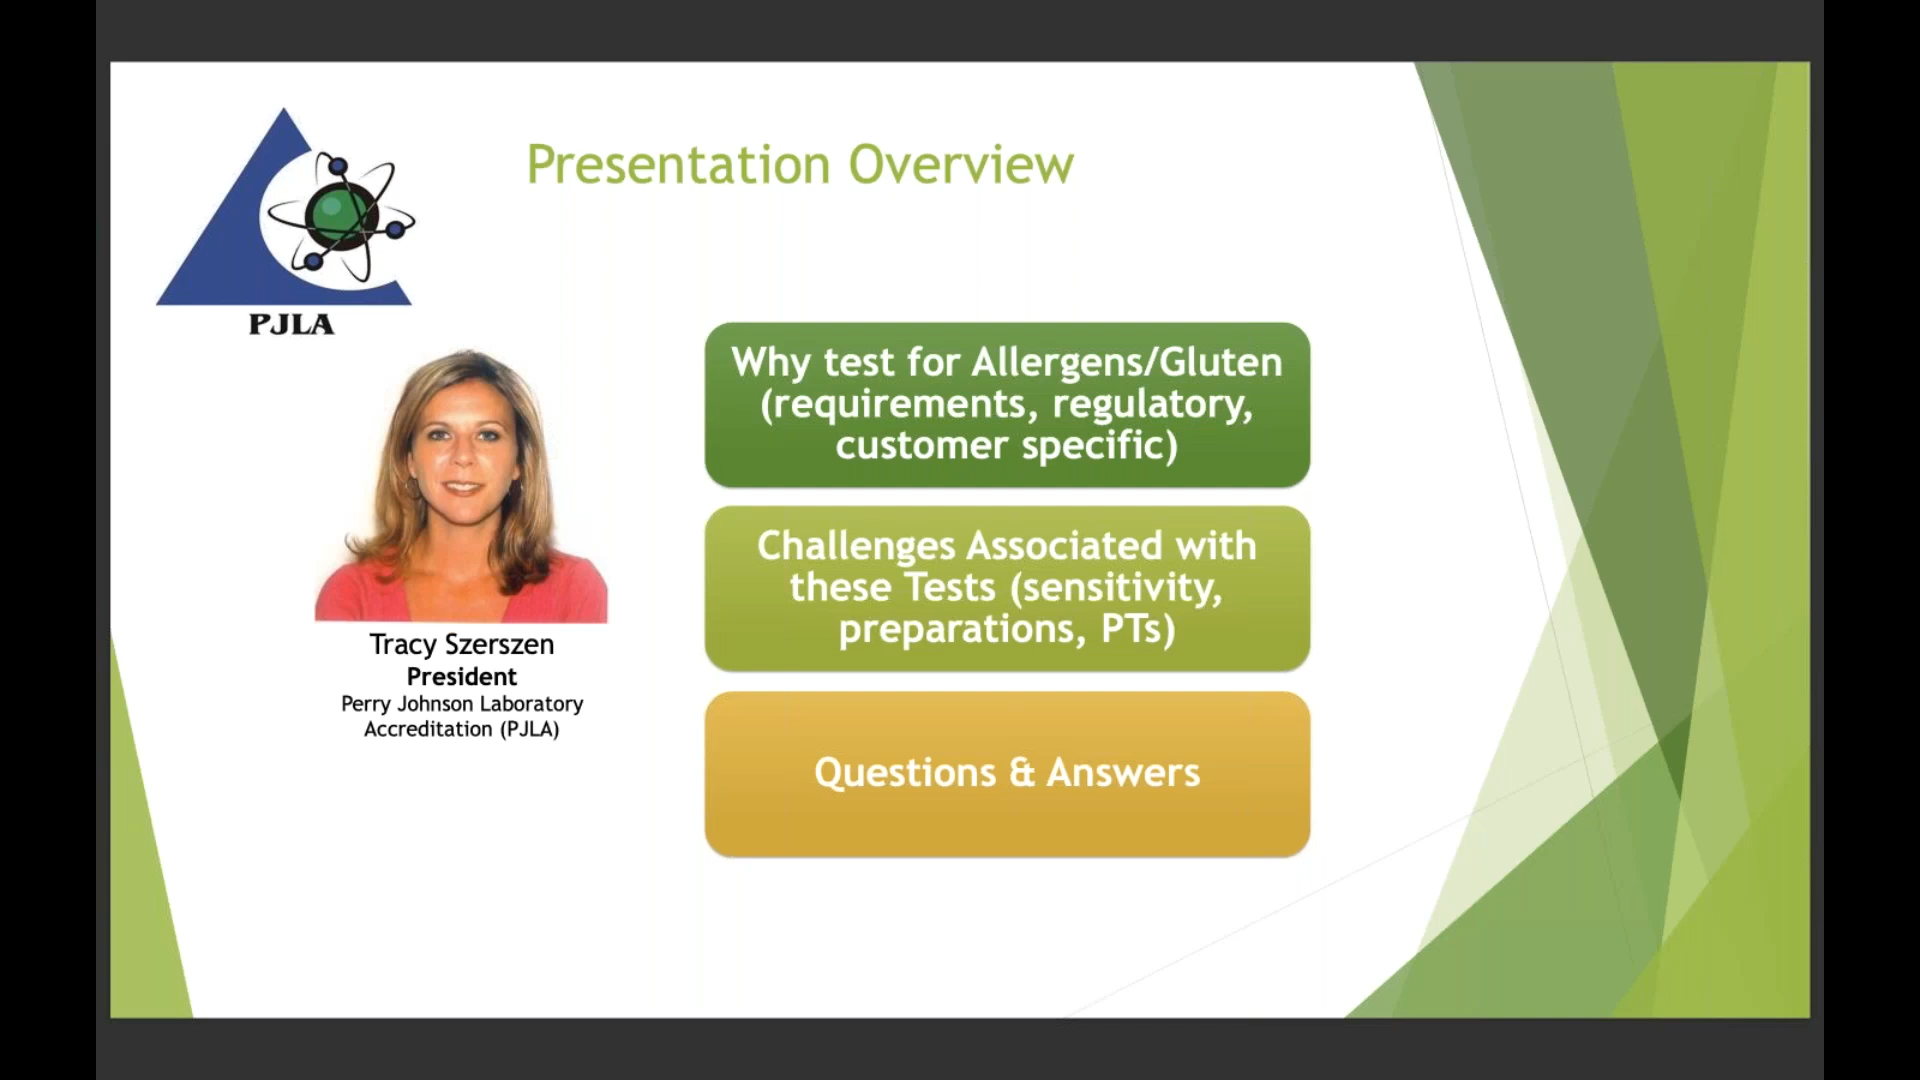 Presentation Overview
PJLA
Tracy Szerszen
President
Perry Johnson Laboratory
Accreditation (PJLA)
Why test for Allergens/Gluten
(requirements, regulatory,
customer specific)
Challenges Associated with
these Tests (sensitivity,
preparations, PTs)
Questions & Answers